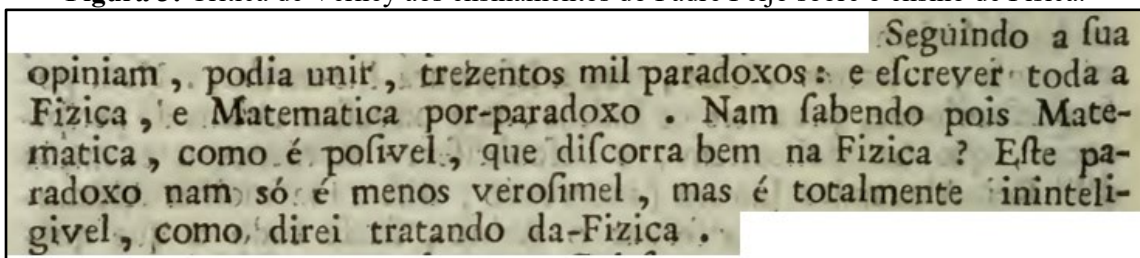 Figura Crítica de Verney aos ensinamentos do Padre Feijó sobre o ensino de Física.
Seguindo a ſua
opiniam, podia unir, trezentos mil paradoxos: e eſcrever toda a
Fizica, e Matematica por-paradoxo. Nam ſabendo pois Mate-
matica, como é poſivel, que diſcorra bem na Fizica? Eſte pa-
radoxo nam só é menos veroſimel, mas é totalmente ininteli-
givel, como direi tratando da-Fizica.